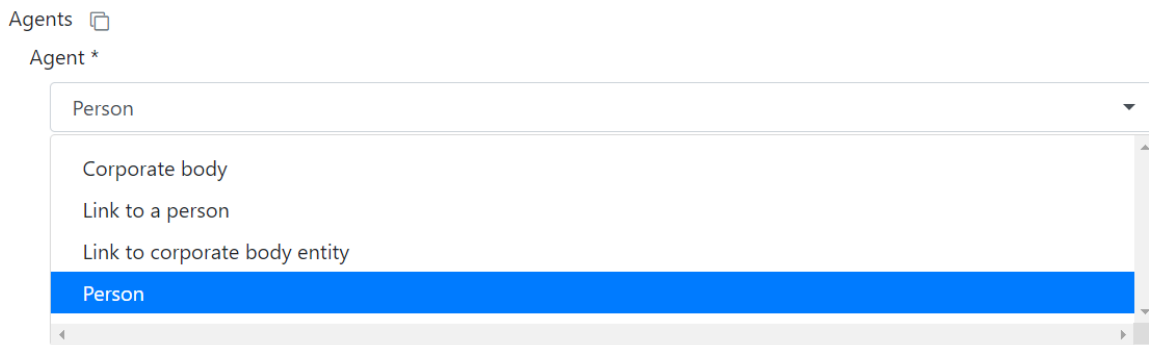 Agents
Agent *
Person
Corporate body
Link to a person
Link to corporate body entity
Person